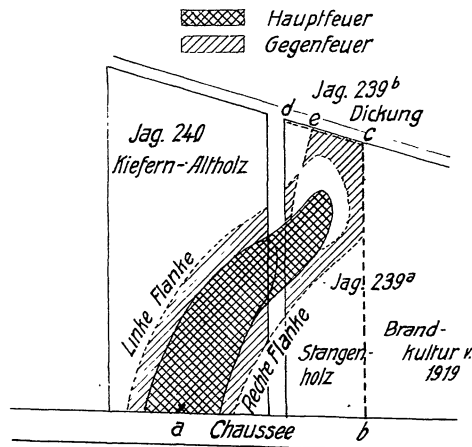 Hauptfeuer
Gegenfeuer
Jag. 239ᵇ
Dickung
d
e
c
Jag. 240
Kiefern-Altholz
Linke Flanke
Jag. 239ᵃ
Rechte Flanke
Stangen-
holz
Brand-
kultur v.
1919
a
Chaussee
b